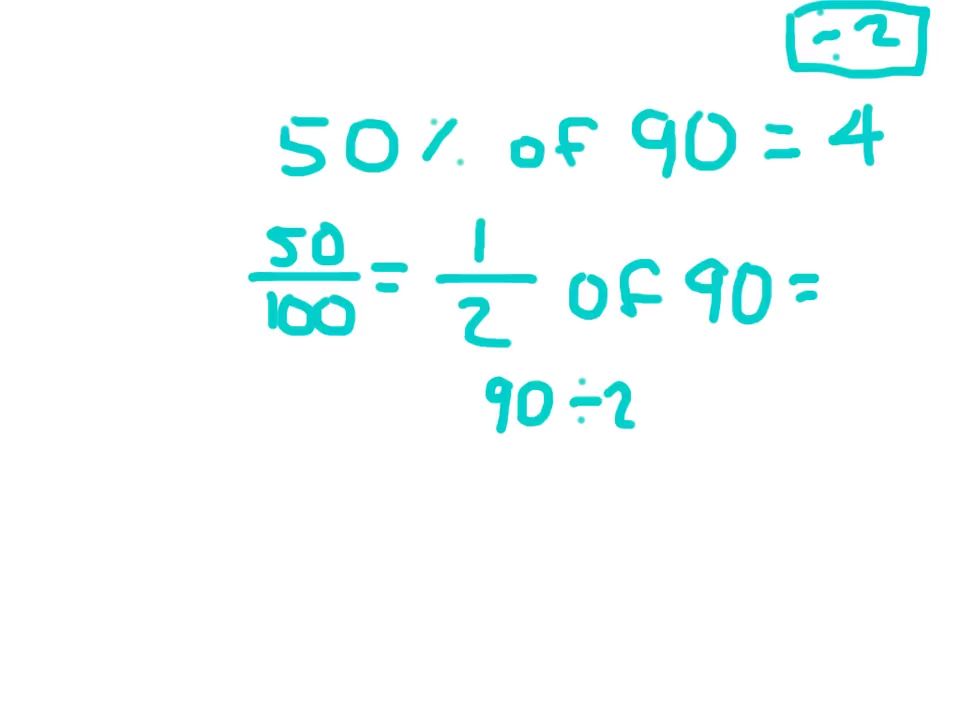 ÷2
50% of 90 = 4
50/100 = 1/2 of 90 =
90 ÷ 2